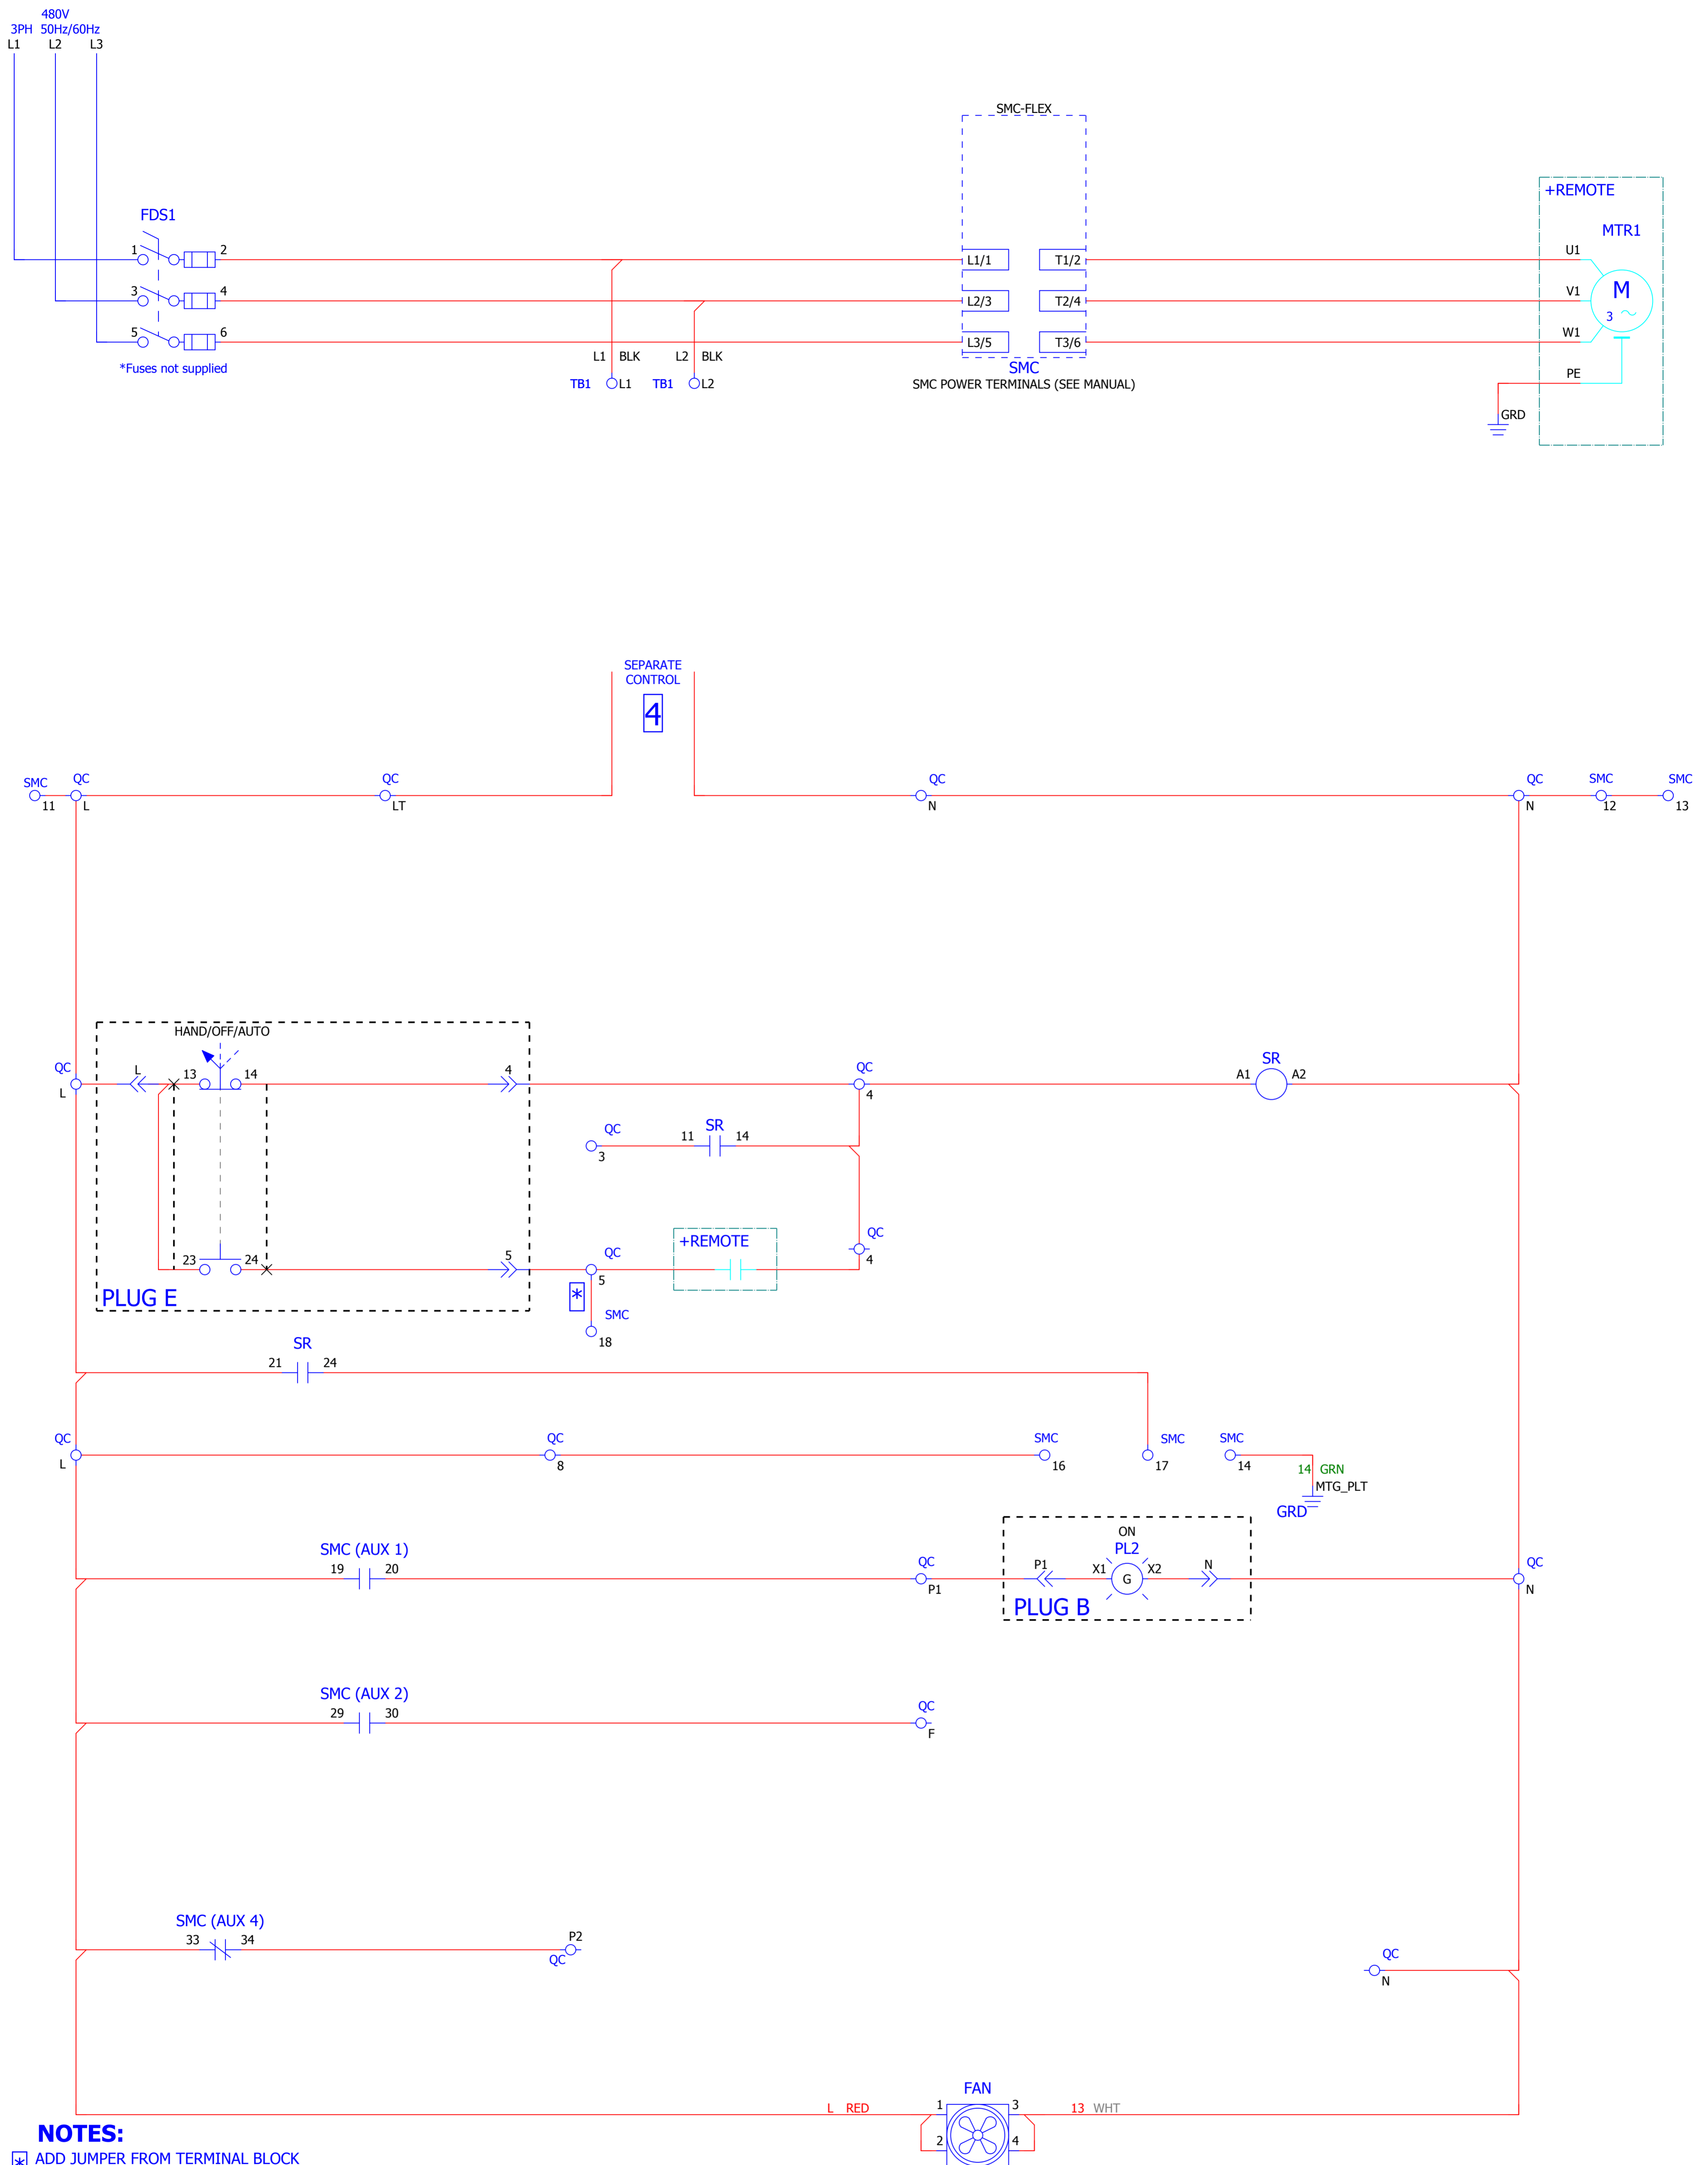 480V
3PH 50Hz/60Hz
L1 L2 L3
SMC-FLEX
+REMOTE
FDS1
MTR1
1 2
L1/1 T1/2
U1
3 4
L2/3 T2/4
V1
M
3
5 6
L3/5 T3/6
W1
L1 BLK L2 BLK
*Fuses not supplied
SMC
SMC POWER TERMINALS (SEE MANUAL)
PE
TB1 L1 TB1 L2
GRD
SEPARATE
CONTROL
4
SMC QC QC QC QC SMC SMC
11 L LT N N 12 13
HAND/OFF/AUTO
QC L 13 14 4 QC SR
L 4 A1 A2
QC SR
3 11 14
QC
4
+REMOTE
23 24 5 QC
5
PLUG E
*
SMC
18
SR
21 24
QC QC SMC SMC SMC
L 8 16 17 14
14 GRN
MTG_PLT
GRD
ON
SMC (AUX 1) PL2
19 20 QC P1 X1 G X2 N QC
P1 N
PLUG B
SMC (AUX 2)
29 30 QC
F
SMC (AUX 4)
33 34 P2
QC
QC
N
FAN
L RED 1 3 13 WHT
2 4
NOTES:
* ADD JUMPER FROM TERMINAL BLOCK